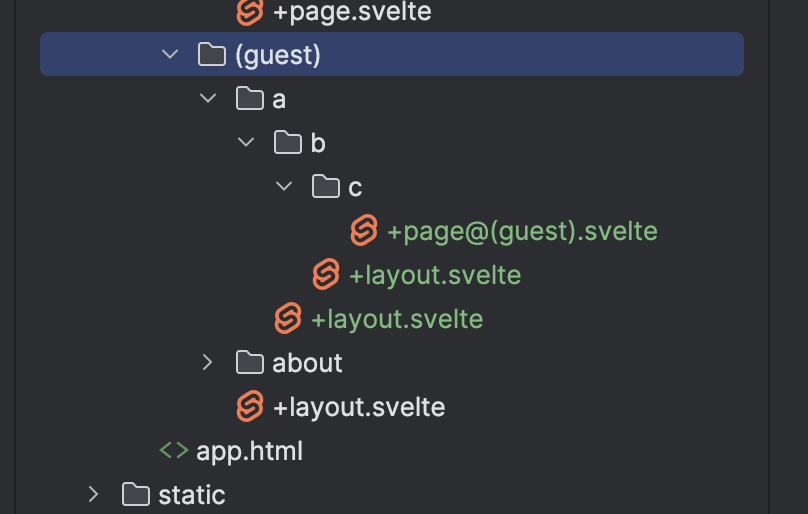 +page.svelte
(guest)
a
b
c
+page@(guest).svelte
+layout.svelte
+layout.svelte
about
+layout.svelte
<> app.html
static